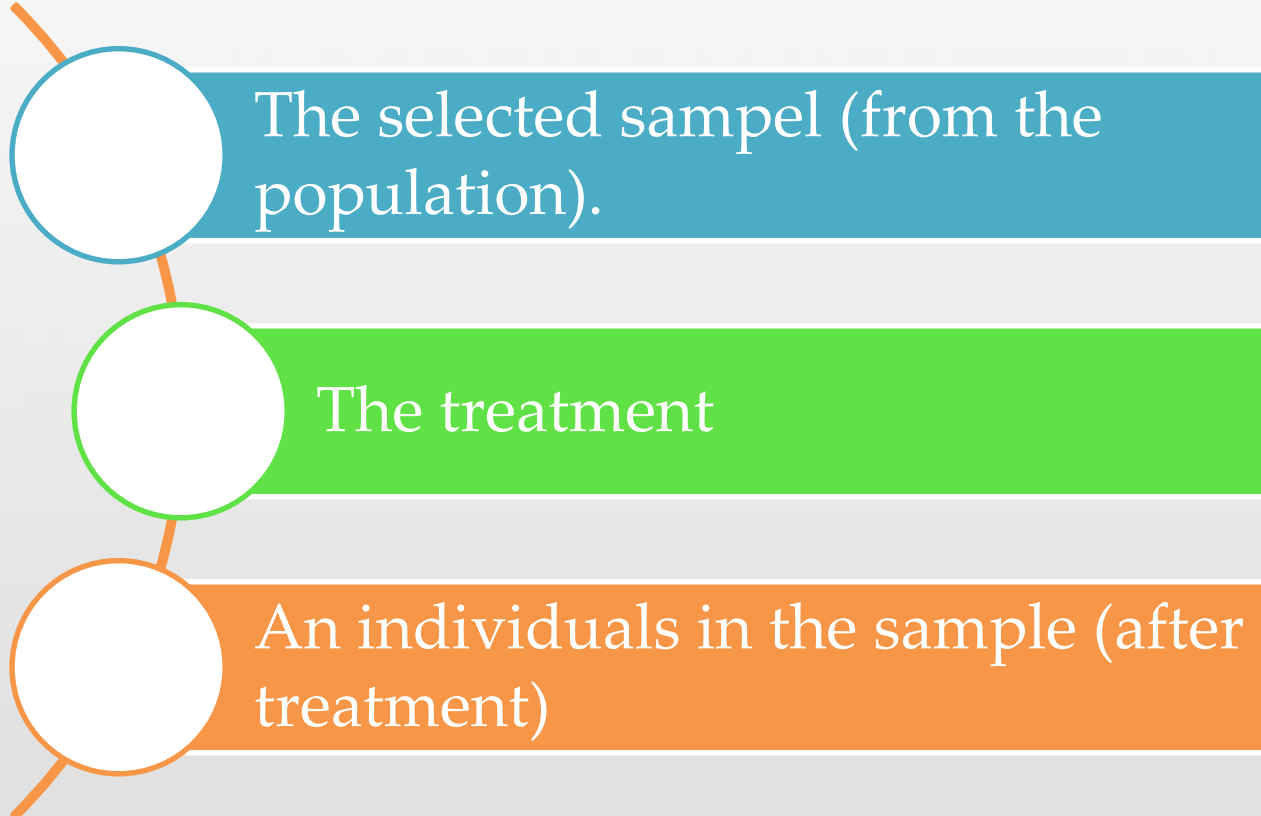 The selected sampel (from the
population).
The treatment
An individuals in the sample (after
treatment)